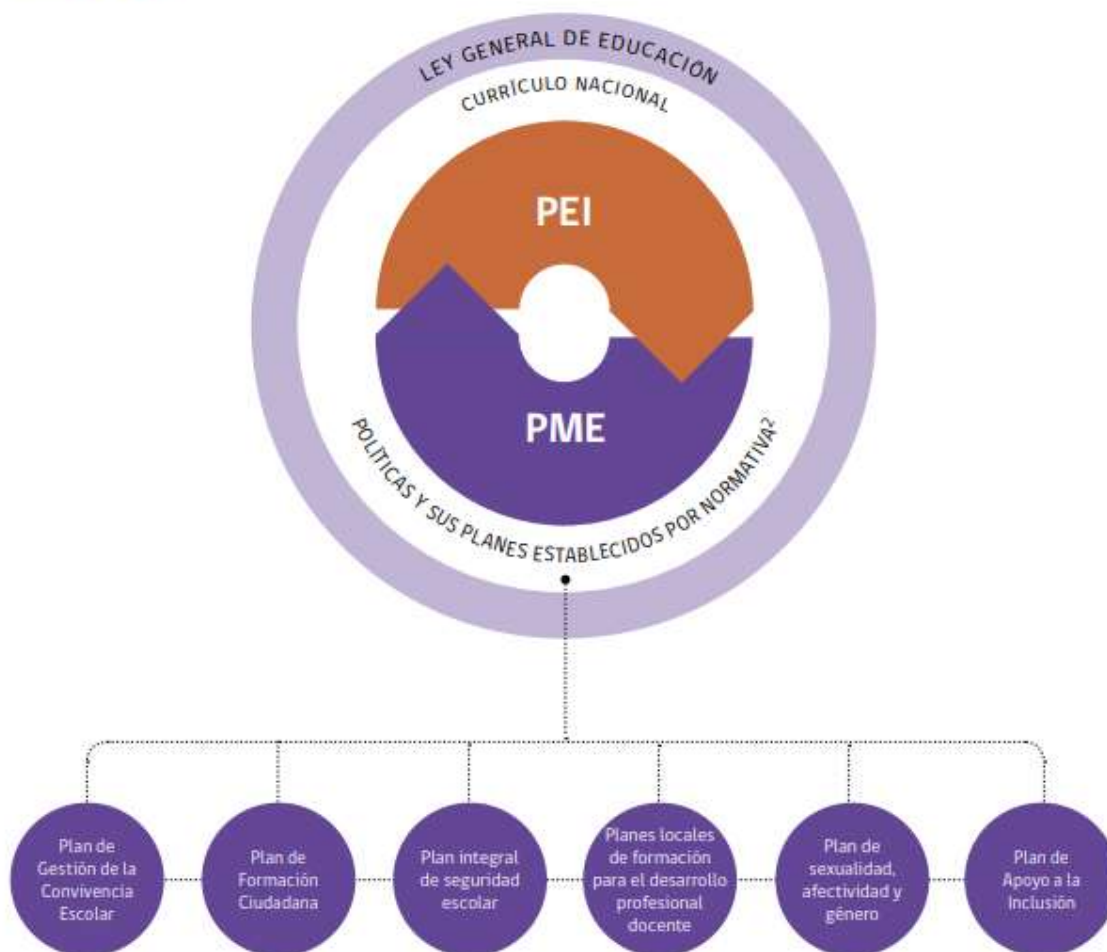 LEY GENERAL DE EDUCACIÓN
CURRÍCULO NACIONAL
PEI
PME
POLÍTICAS Y SUS PLANES ESTABLECIDOS POR NORMATIVA²
Plan de
Gestión de la
Convivencia
Escolar
Plan de
Formación
Ciudadana
Plan integral
de seguridad
escolar
Planes locales
de formación
para el desarrollo
profesional
docente
Plan de
sexualidad,
afectividad y
género
Plan de
Apoyo a la
Inclusión